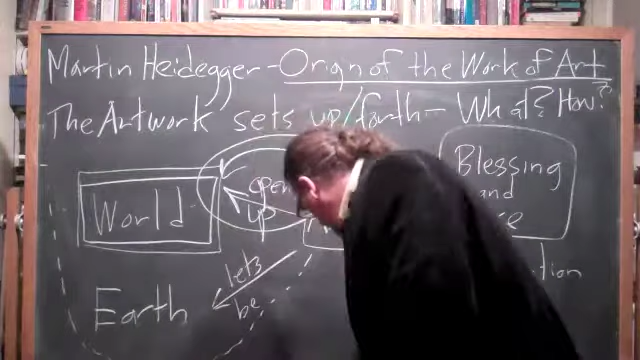 Martin Heidegger - Origin of the Work of Art
The Artwork sets up/forth - What? How?
Blessing
and
World
open
up
lets
be
Earth